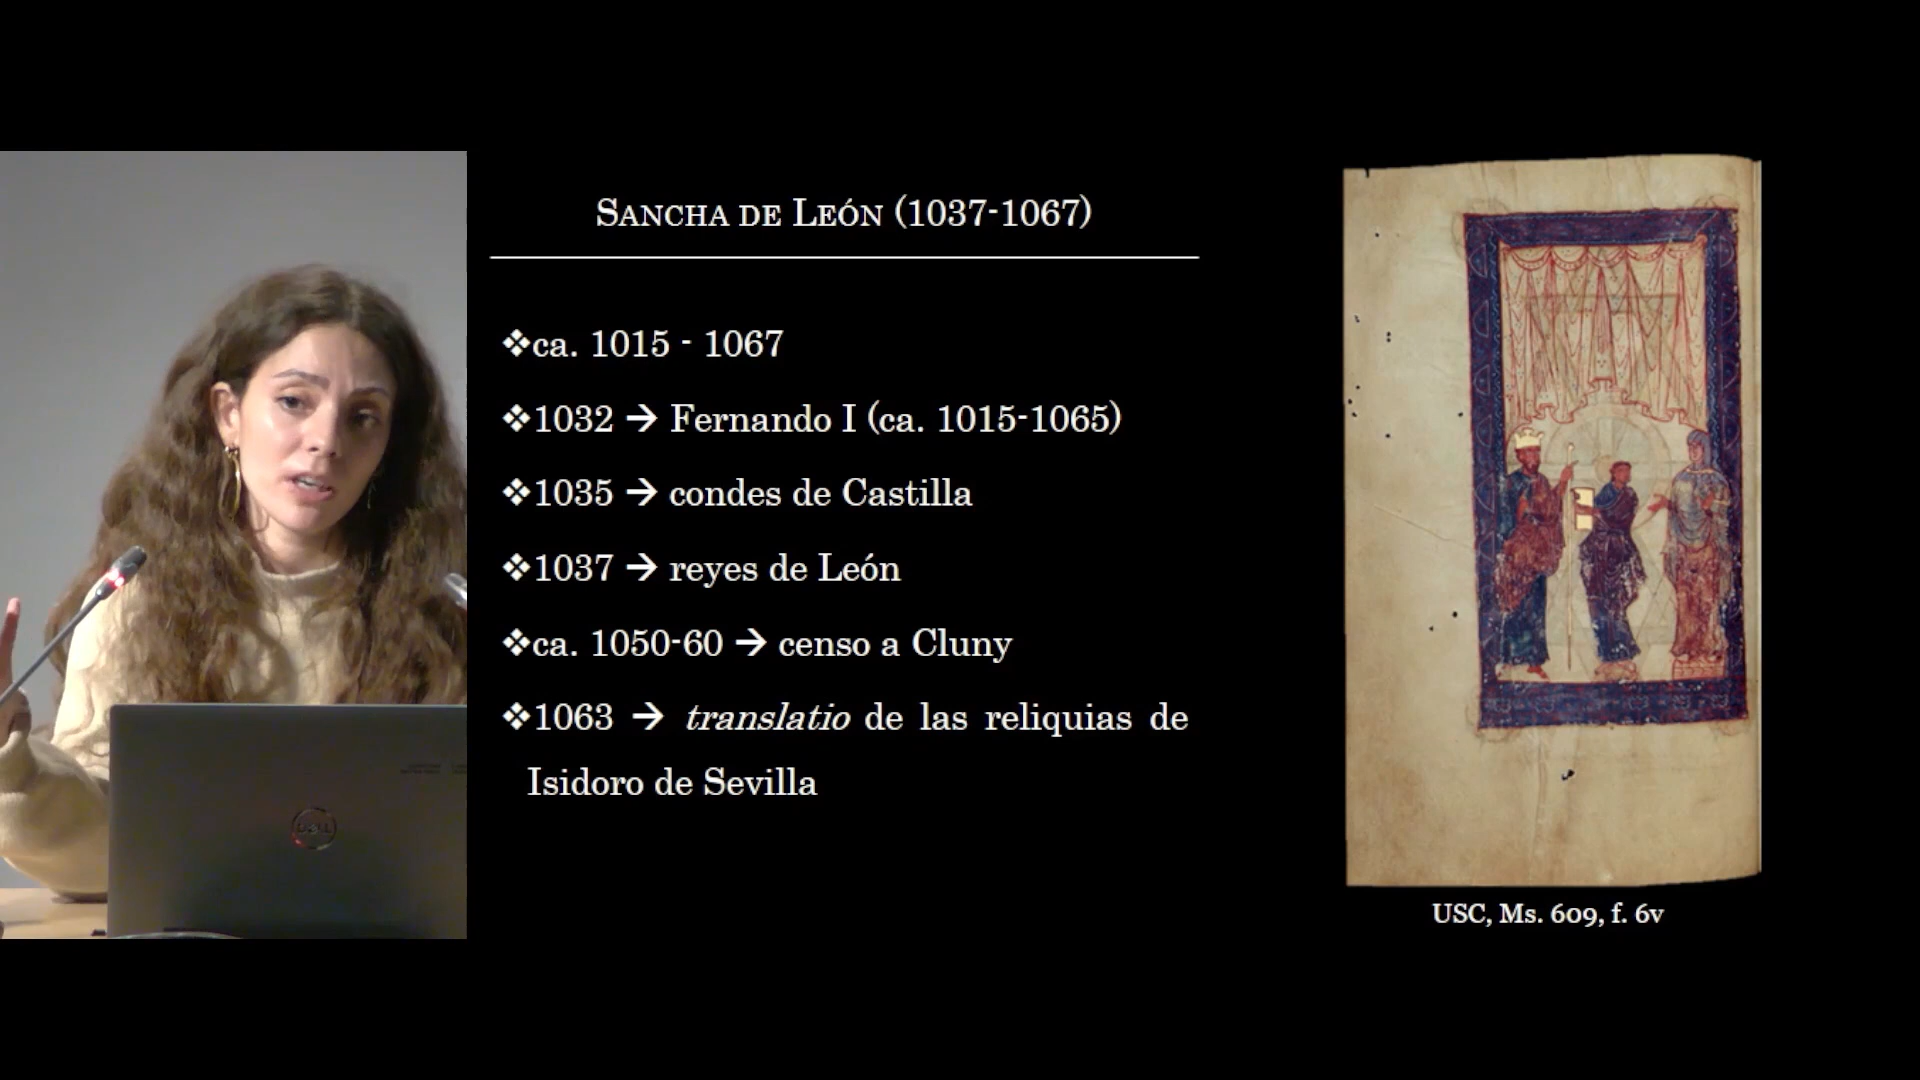 SANCHA DE LEÓN (1037-1067)
❖ca. 1015 - 1067
❖1032 → Fernando I (ca. 1015-1065)
❖1035 → condes de Castilla
❖1037 → reyes de León
❖ca. 1050-60 → censo a Cluny
❖1063 → translatio de las reliquias de
Isidoro de Sevilla
USC, Ms. 609, f. 6v
DELL